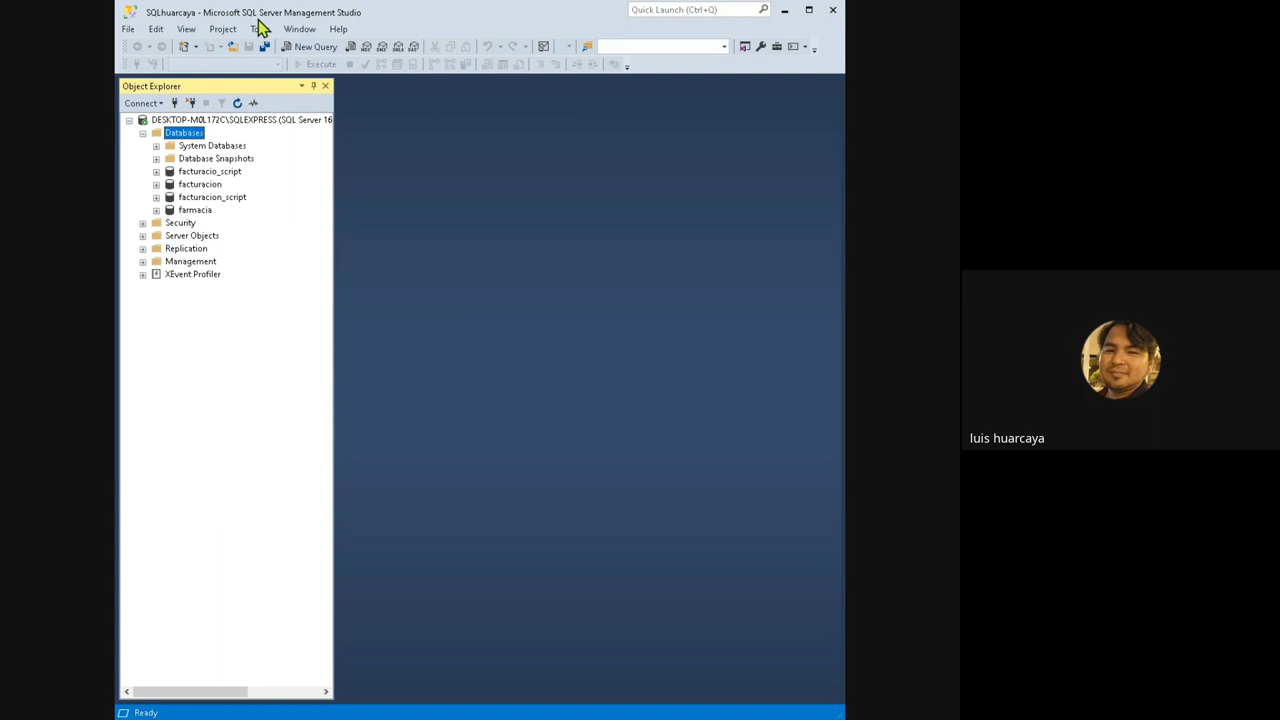 SQLhuarcaya - Microsoft SQL Server Management Studio
Quick Launch (Ctrl+Q)
File Edit View Project Window Help
New Query
Execute
Object Explorer
Connect
DESKTOP-M0L172C\SQLEXPRESS (SQL Server 16
Databases
System Databases
Database Snapshots
facturacio_script
facturacion
facturacion_script
farmacia
Security
Server Objects
Replication
Management
XEvent Profiler
luis huarcaya
Ready